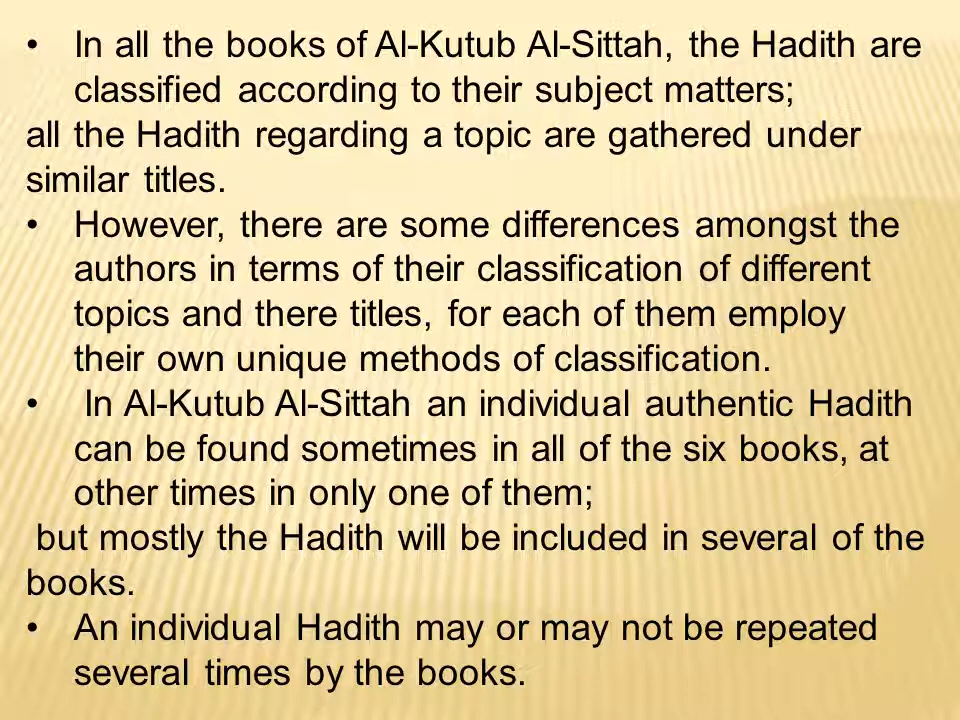 • In all the books of Al-Kutub Al-Sittah, the Hadith are
classified according to their subject matters;
all the Hadith regarding a topic are gathered under
similar titles.
• However, there are some differences amongst the
authors in terms of their classification of different
topics and there titles, for each of them employ
their own unique methods of classification.
• In Al-Kutub Al-Sittah an individual authentic Hadith
can be found sometimes in all of the six books, at
other times in only one of them;
but mostly the Hadith will be included in several of the
books.
• An individual Hadith may or may not be repeated
several times by the books.